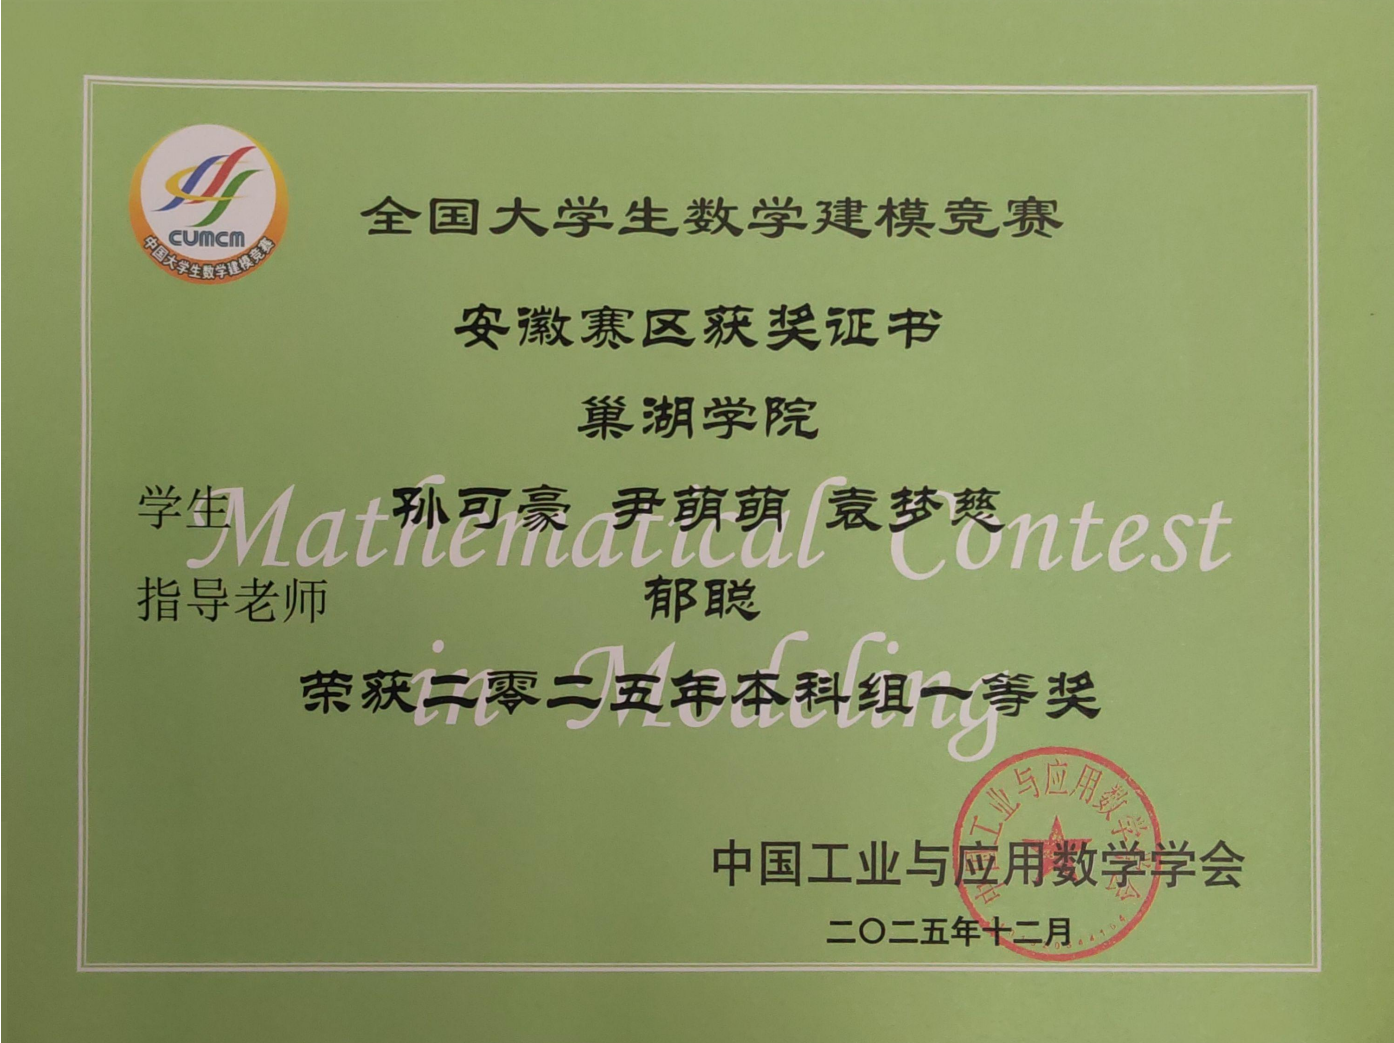 CUMCM
中国大学生数学建模竞赛
全国大学生数学建模竞赛
安徽赛区获奖证书
巢湖学院
学生 孙可豪 尹萌萌 袁梦慈
Mathematical Contest
指导老师 郁聪
in Modeling
荣获二零二五年本科组一等奖
中国工业与应用数学学会
中国工业与应用数学学会
二〇二五年十二月